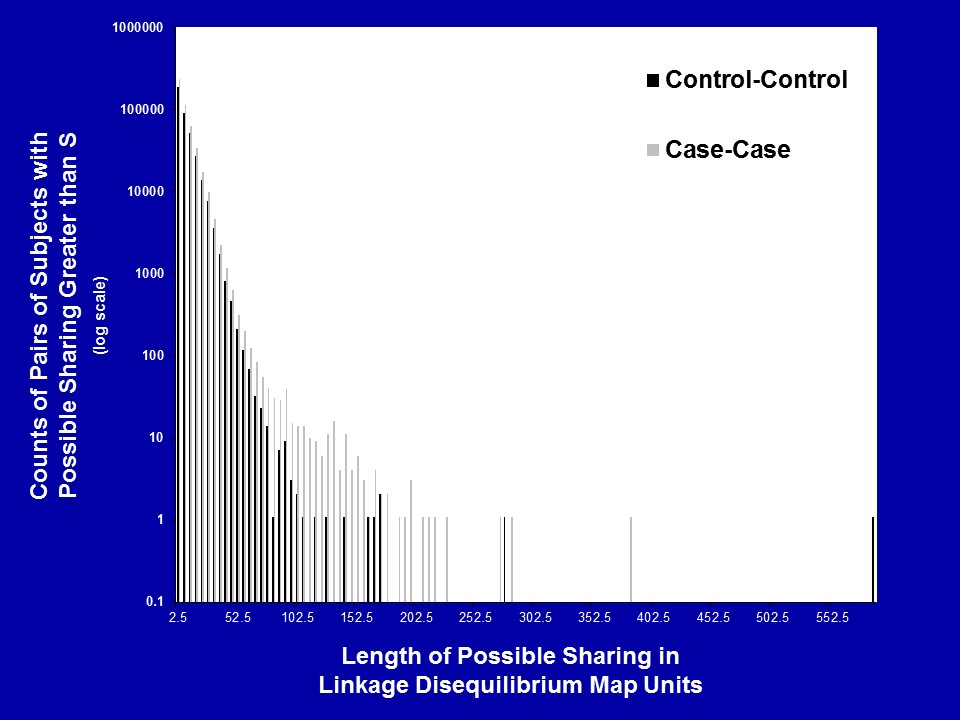 1000000
100000
10000
1000
100
10
1
0.1
Counts of Pairs of Subjects with
Possible Sharing Greater than S
(log scale)
Control-Control
Case-Case
2.5 52.5 102.5 152.5 202.5 252.5 302.5 352.5 402.5 452.5 502.5 552.5
Length of Possible Sharing in
Linkage Disequilibrium Map Units